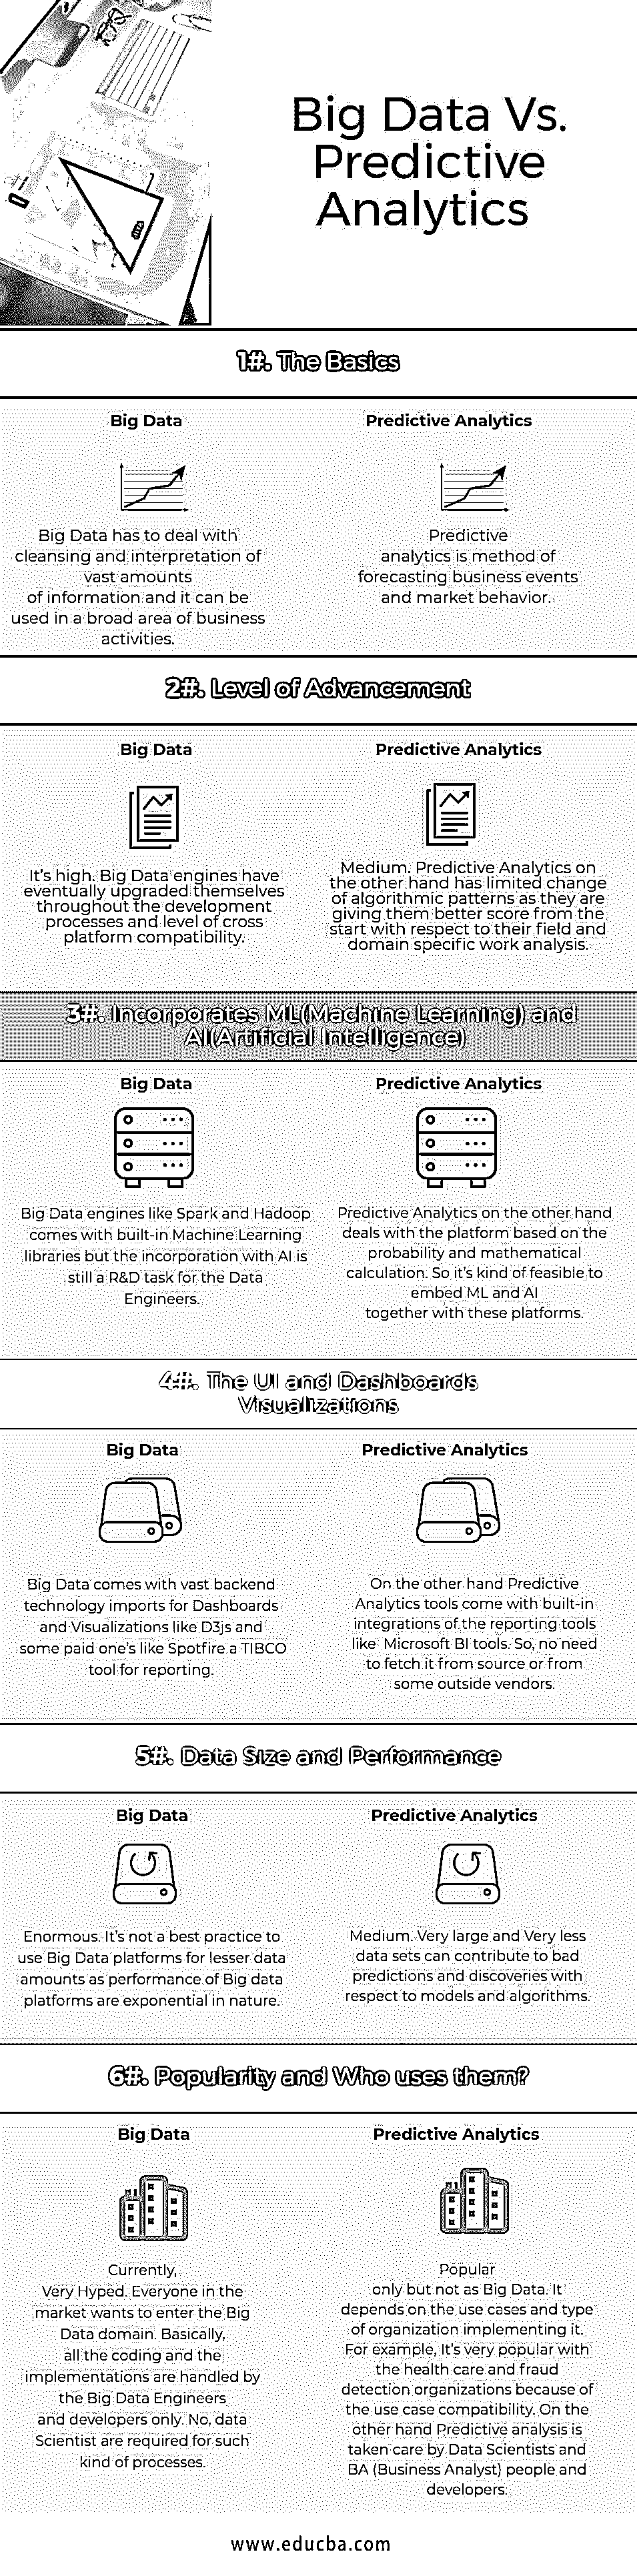 Big Data Vs.
Predictive
Analytics
1#. The Basics
Big Data
Big Data has to deal with
cleansing and interpretation of
vast amounts
of information and it can be
used in a broad area of business
activities.
Predictive Analytics
Predictive
analytics is method of
forecasting business events
and market behavior.
2#. Level of Advancement
Big Data
It's high. Big Data engines have
eventually upgraded themselves
throughout the development
processes and level of cross
platform compatibility.
Predictive Analytics
Medium. Predictive Analytics on
the other hand has limited change
of algorithmic patterns as they are
giving them better score from the
start with respect to their field and
domain specific work analysis.
3#. Incorporates ML(Machine Learning) and
AI(Artificial Intelligence)
Big Data
Big Data engines like Spark and Hadoop
comes with built-in Machine Learning
libraries but the incorporation with AI is
still a R&D task for the Data
Engineers.
Predictive Analytics
Predictive Analytics on the other hand
deals with the platform based on the
probability and mathematical
calculation. So it's kind of feasible to
embed ML and AI
together with these platforms.
4#. The UI and Dashboards
Visualizations
Big Data
Big Data comes with vast backend
technology imports for Dashboards
and Visualizations like D3js and
some paid one's like Spotfire a TIBCO
tool for reporting.
Predictive Analytics
On the other hand Predictive
Analytics tools come with built-in
integrations of the reporting tools
like Microsoft BI tools. So, no need
to fetch it from source or from
some outside vendors.
5#. Data Size and Performance
Big Data
Enormous. It's not a best practice to
use Big Data platforms for lesser data
amounts as performance of Big data
platforms are exponential in nature.
Predictive Analytics
Medium. Very large and Very less
data sets can contribute to bad
predictions and discoveries with
respect to models and algorithms.
6#. Popularity and Who uses them?
Big Data
Currently,
Very Hyped. Everyone in the
market wants to enter the Big
Data domain. Basically,
all the coding and the
implementations are handled by
the Big Data Engineers
and developers only. No, data
Scientist are required for such
kind of processes.
Predictive Analytics
Popular
only but not as Big Data. It
depends on the use cases and type
of organization implementing it.
For example, It's very popular with
the health care and fraud
detection organizations because of
the use case compatibility. On the
other hand Predictive analysis is
taken care by Data Scientists and
BA (Business Analyst) people and
developers.
www.educba.com